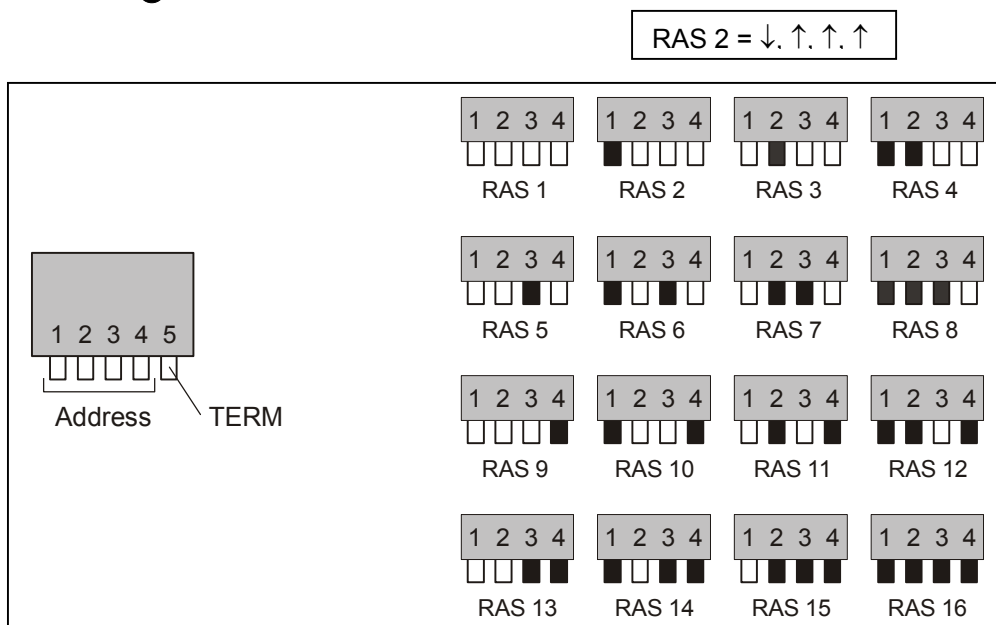 RAS 2 = ↓, ↑, ↑, ↑
1 2 3 4 1 2 3 4 1 2 3 4 1 2 3 4
RAS 1 RAS 2 RAS 3 RAS 4
1 2 3 4 1 2 3 4 1 2 3 4 1 2 3 4
RAS 5 RAS 6 RAS 7 RAS 8
1 2 3 4 5
Address TERM
1 2 3 4 1 2 3 4 1 2 3 4 1 2 3 4
RAS 9 RAS 10 RAS 11 RAS 12
1 2 3 4 1 2 3 4 1 2 3 4 1 2 3 4
RAS 13 RAS 14 RAS 15 RAS 16